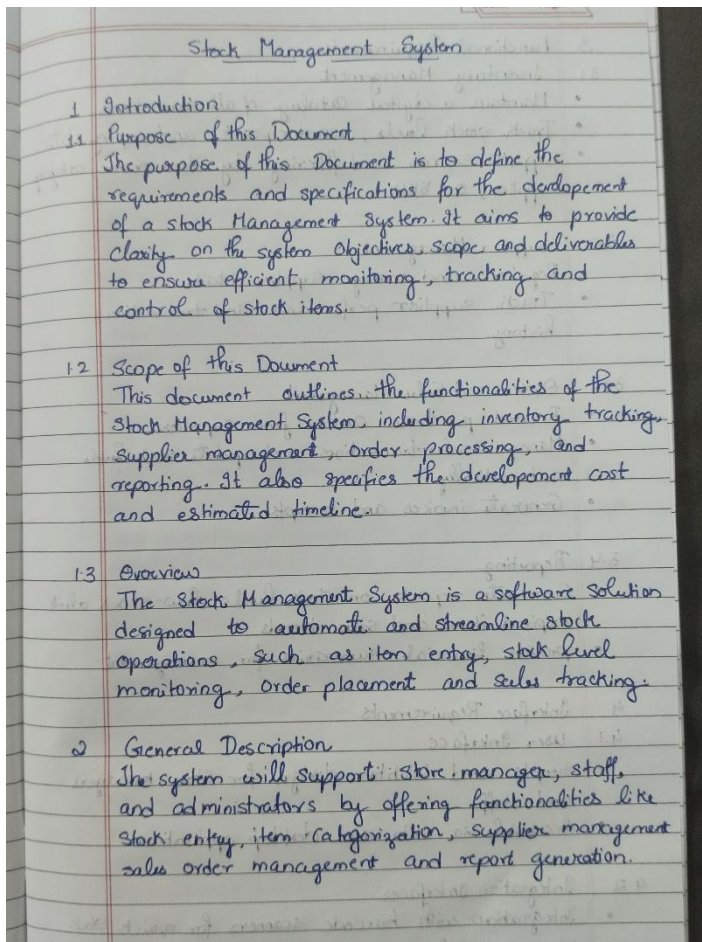 Stock Management System
1 Introduction
1.1 Purpose of this Document
The purpose of this Document is to define the
requirements and specifications for the developement
of a stock Management System. It aims to provide
Clarity on the system Objectives, scope and deliverables
to ensure efficient monitoring, tracking and
control of stock items.
1.2 Scope of this Document
This document outlines the functionalities of the
Stock Management System, including inventory tracking,
Supplier management, order processing, and
reporting. It also specifies the developement cost
and estimated timeline.
1.3 Overview
The Stock Management System is a software solution
designed to automate and streamline stock
operations, such as item entry, stock level
monitoring, order placement and sales tracking.
2 General Description
The system will support store manager, staff,
and administrators by offering functionalities like
Stock entry, item Categorization, supplier management
sales order management and report generation.